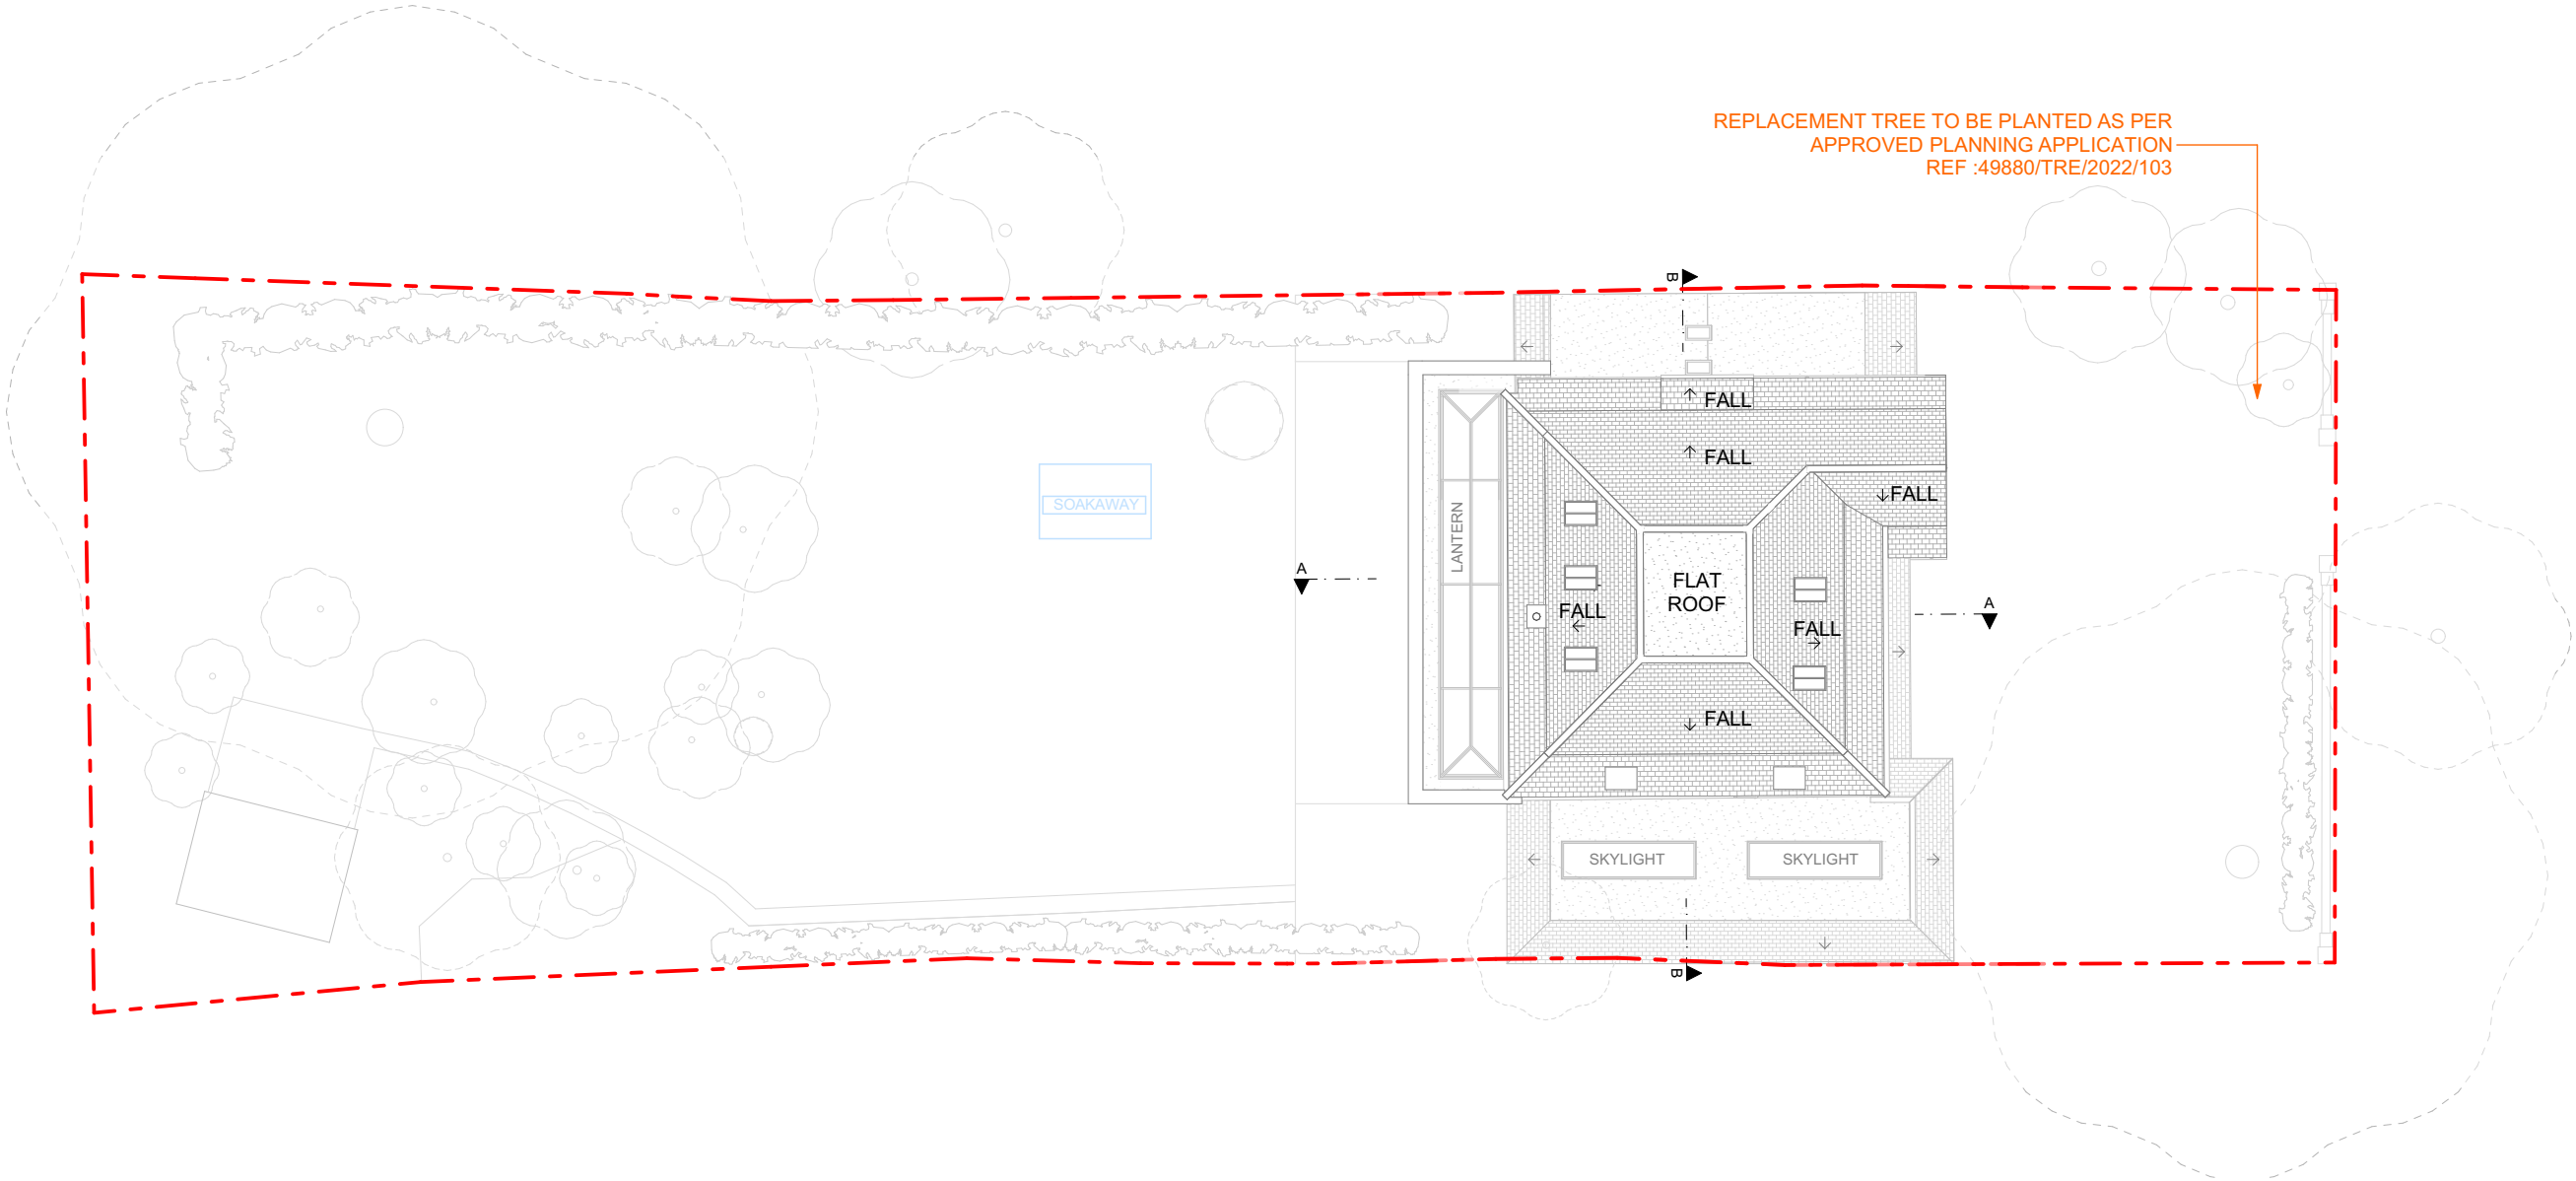 REPLACEMENT TREE TO BE PLANTED AS PER
APPROVED PLANNING APPLICATION
REF :49880/TRE/2022/103
B
FALL
FALL
FALL
SOAKAWAY
LANTERN
A
FLAT
ROOF
FALL
A
FALL
FALL
SKYLIGHT
SKYLIGHT
B